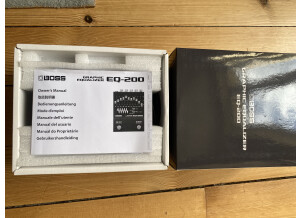 BOSS GRAPHIC EQUALIZER EQ-200
Owner's Manual
取扱説明書
Bedienungsanleitung
Mode d'emploi
Manuale dell'utente
Manual del usuario
Manual do Proprietário
Gebruikershandleiding
BOSS
GRAPHIC EQUALIZER
EQ-200